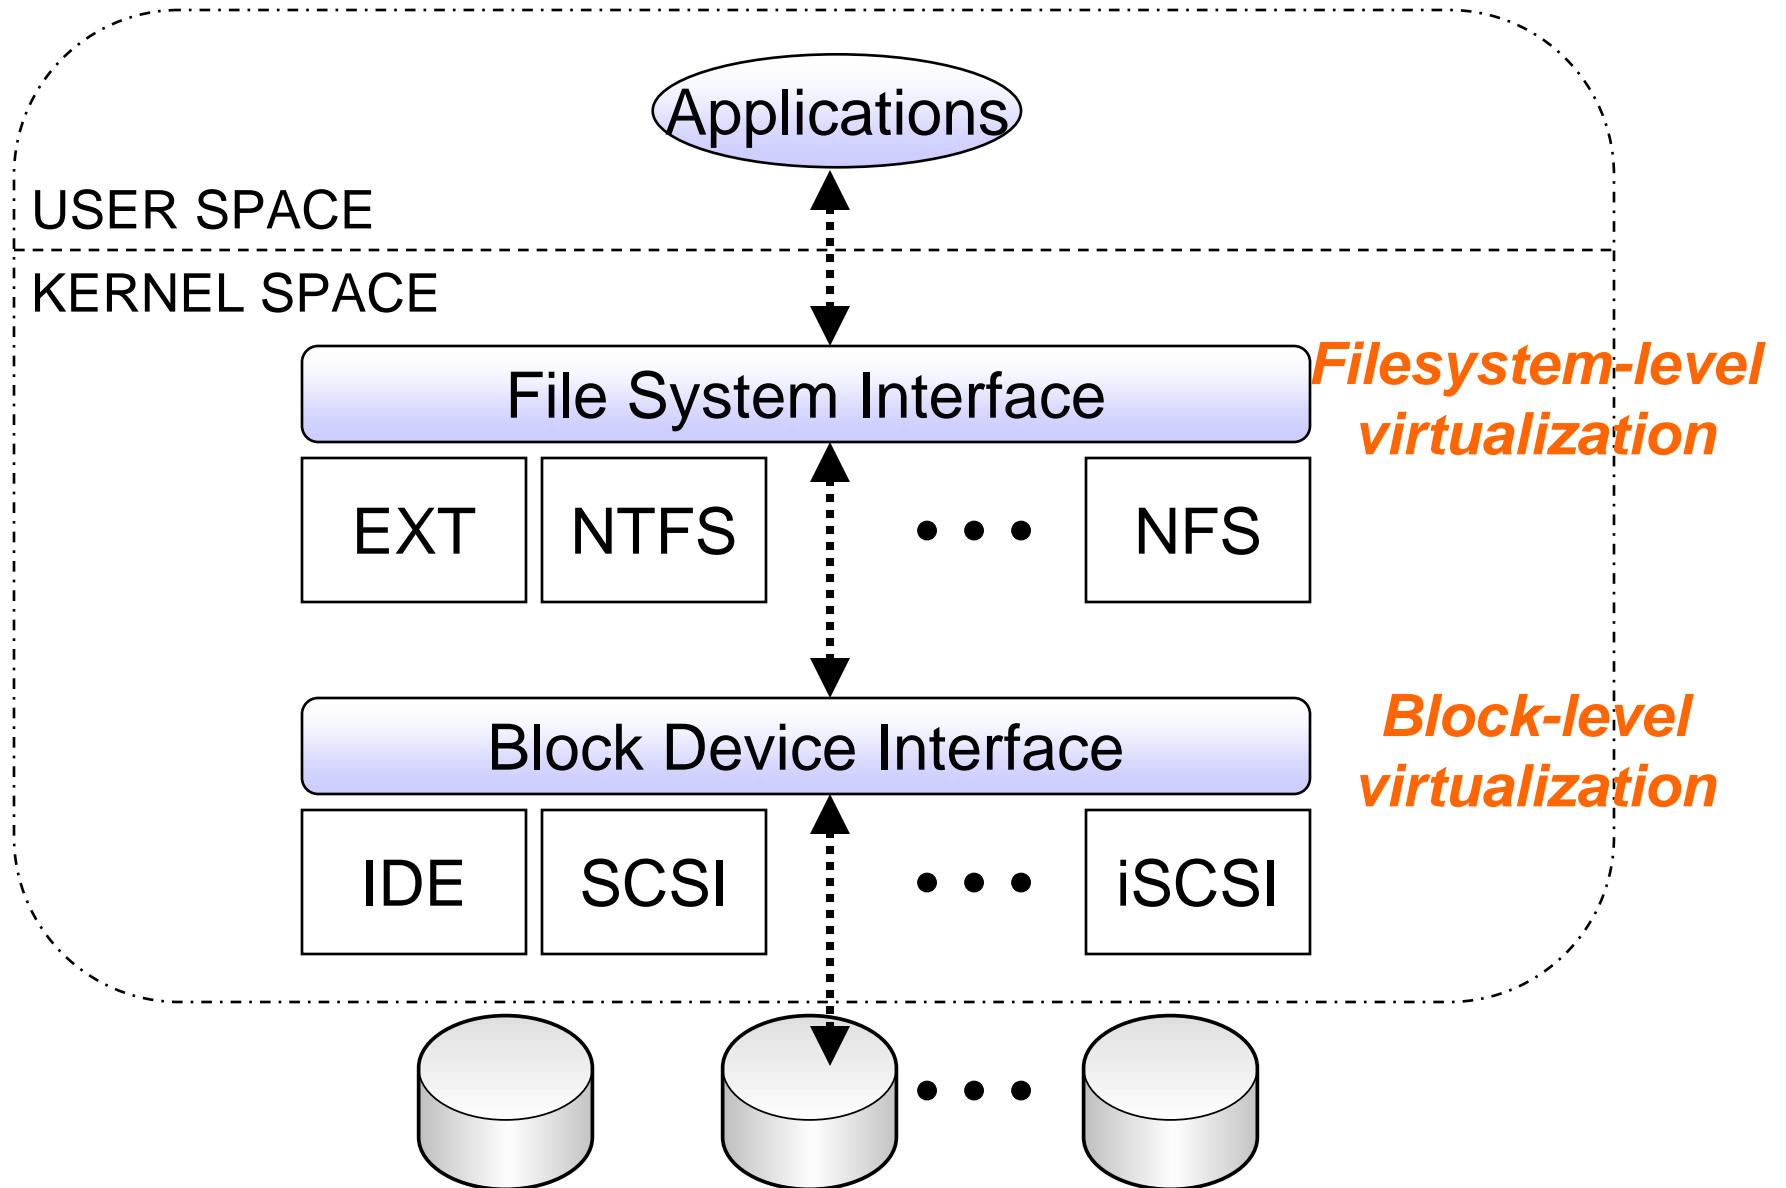 Applications
USER SPACE
KERNEL SPACE
File System Interface
Filesystem-level
virtualization
EXT
NTFS
NFS
Block Device Interface
Block-level
virtualization
IDE
SCSI
iSCSI